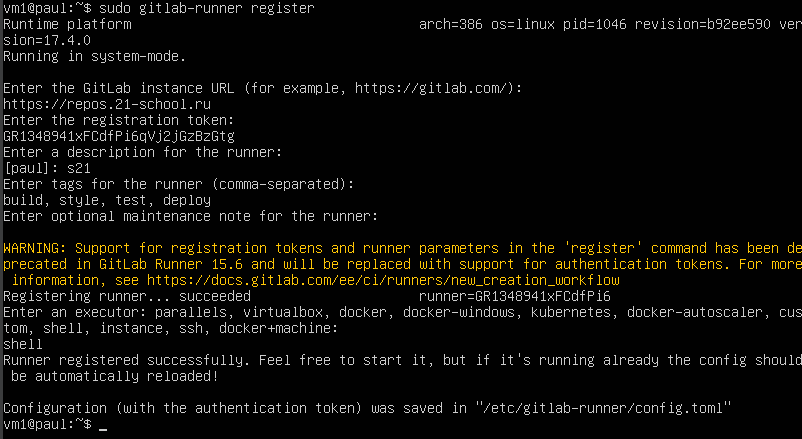 vm1@paul:~$ sudo gitlab-runner register
Runtime platform                                    arch=386 os=linux pid=1046 revision=b92ee590 ver
sion=17.4.0
Running in system-mode.

Enter the GitLab instance URL (for example, https://gitlab.com/):
https://repos.21-school.ru
Enter the registration token:
GR1348941xFCdfPi6qVj2jGzBzGtg
Enter a description for the runner:
[paul]: s21
Enter tags for the runner (comma-separated):
build, style, test, deploy
Enter optional maintenance note for the runner:

WARNING: Support for registration tokens and runner parameters in the 'register' command has been de
precated in GitLab Runner 15.6 and will be replaced with support for authentication tokens. For more
 information, see https://docs.gitlab.com/ee/ci/runners/new_creation_workflow
Registering runner... succeeded                     runner=GR1348941xFCdfPi6
Enter an executor: parallels, virtualbox, docker, docker-windows, kubernetes, docker-autoscaler, cus
tom, shell, instance, ssh, docker+machine:
shell
Runner registered successfully. Feel free to start it, but if it's running already the config should
 be automatically reloaded!

Configuration (with the authentication token) was saved in "/etc/gitlab-runner/config.toml"
vm1@paul:~$ _